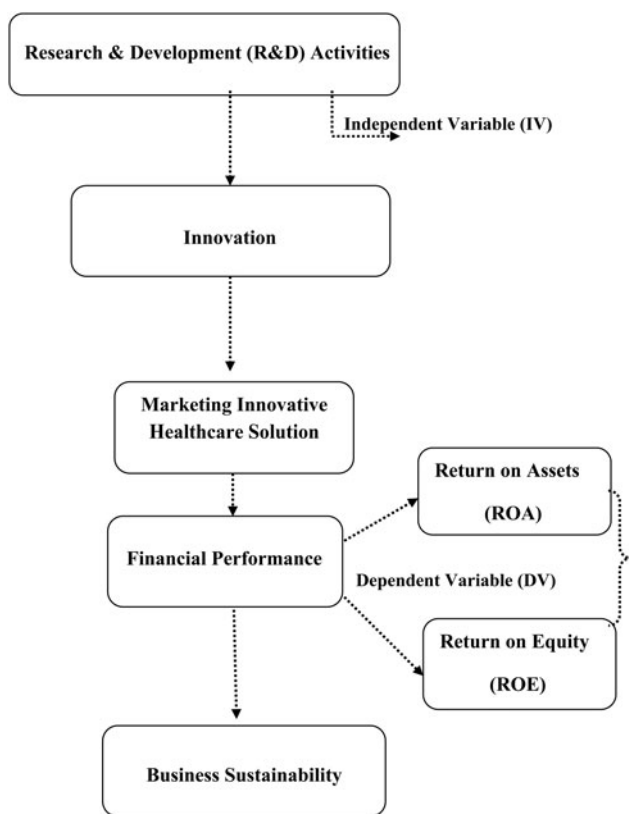 Research & Development (R&D) Activities
Independent Variable (IV)
Innovation
Marketing Innovative
Healthcare Solution
Return on Assets
(ROA)
Financial Performance
Dependent Variable (DV)
Return on Equity
(ROE)
Business Sustainability